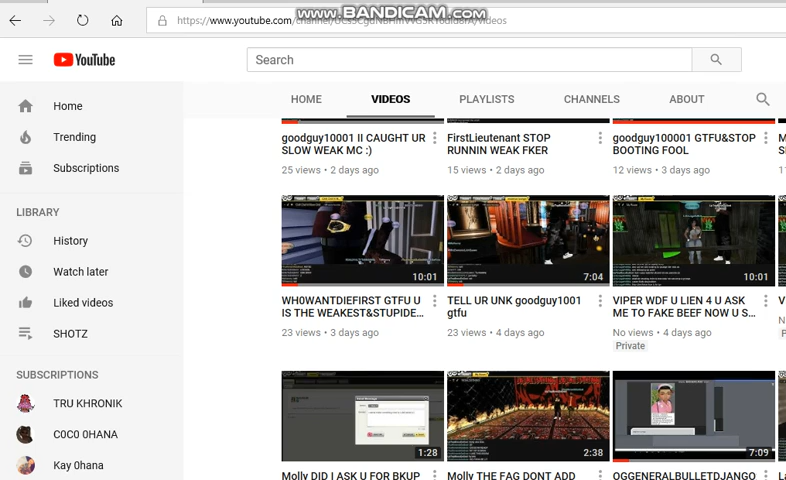 www.BANDICAM.com
https://www.youtube.com/channel/
YouTube
Search
HOME VIDEOS PLAYLISTS CHANNELS ABOUT
Home
Trending
Subscriptions
LIBRARY
History
Watch later
Liked videos
SHOTZ
SUBSCRIPTIONS
TRU KHRONIK
C0C0 0HANA
Kay 0hana
goodguy10001 II CAUGHT UR
SLOW WEAK MC :)
25 views • 2 days ago
FirstLieutenant STOP
RUNNIN WEAK FKER
15 views • 2 days ago
goodguy100001 GTFU&STOP
BOOTING FOOL
12 views • 3 days ago
10:01
WH0WANTDIEFIRST GTFU U
IS THE WEAKEST&STUPIDE...
23 views • 3 days ago
7:04
TELL UR UNK goodguy1001
gtfu
23 views • 4 days ago
10:01
VIPER WDF U LIEN 4 U ASK
ME TO FAKE BEEF NOW U S...
No views • 4 days ago
Private
1:28
Molly DID I ASK U FOR BKUP
2:38
Molly THE FAG DONT ADD
7:09
OGGENERALBULLETDJANGO